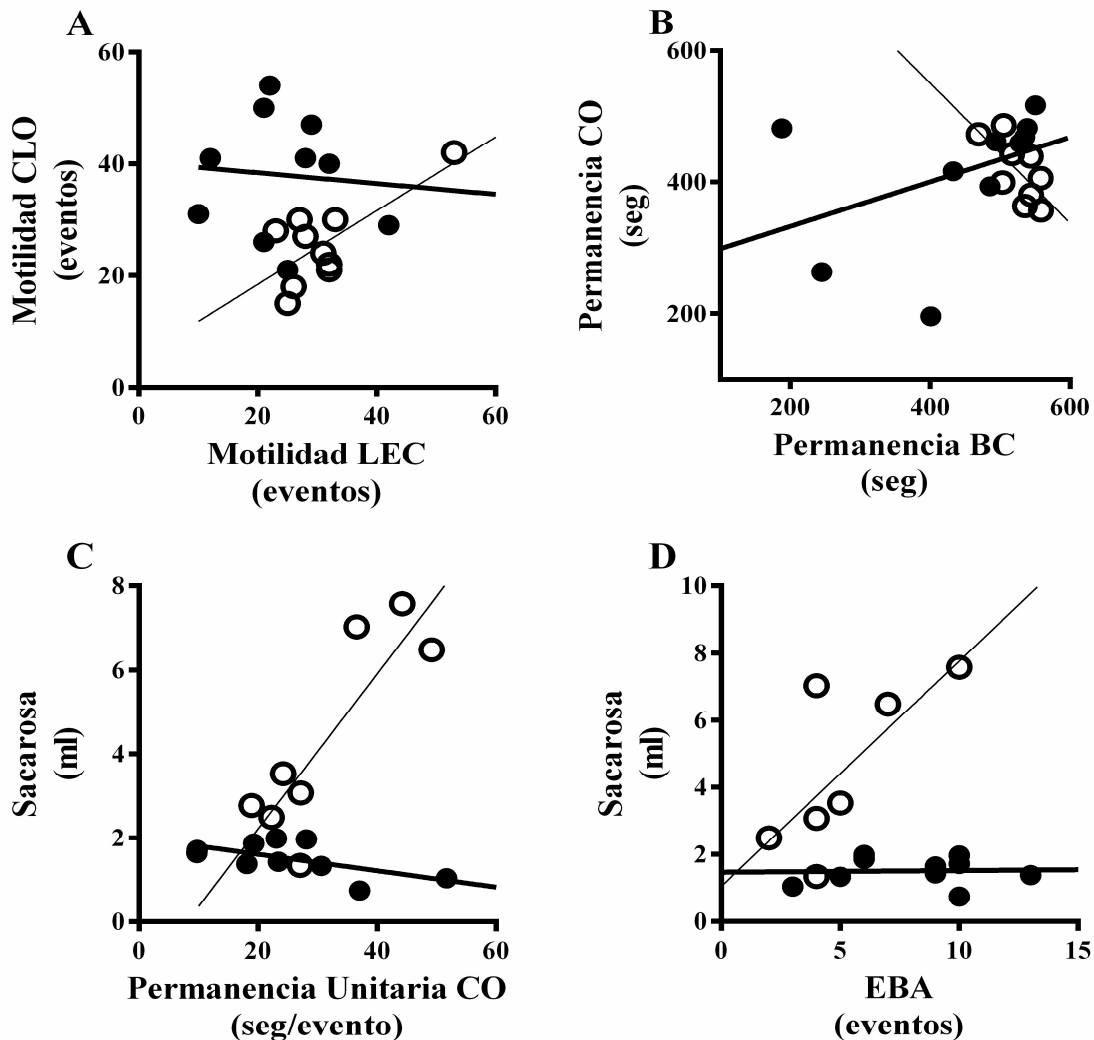 A
60
40
20
0
Motilidad CLO
(eventos)
0 20 40 60
Motilidad LEC
(eventos)
B
600
400
200
Permanencia CO
(seg)
200 400 600
Permanencia BC
(seg)
C
8
6
4
2
0
Sacarosa
(ml)
0 20 40 60
Permanencia Unitaria CO
(seg/evento)
D
10
8
6
4
2
0
Sacarosa
(ml)
0 5 10 15
EBA
(eventos)